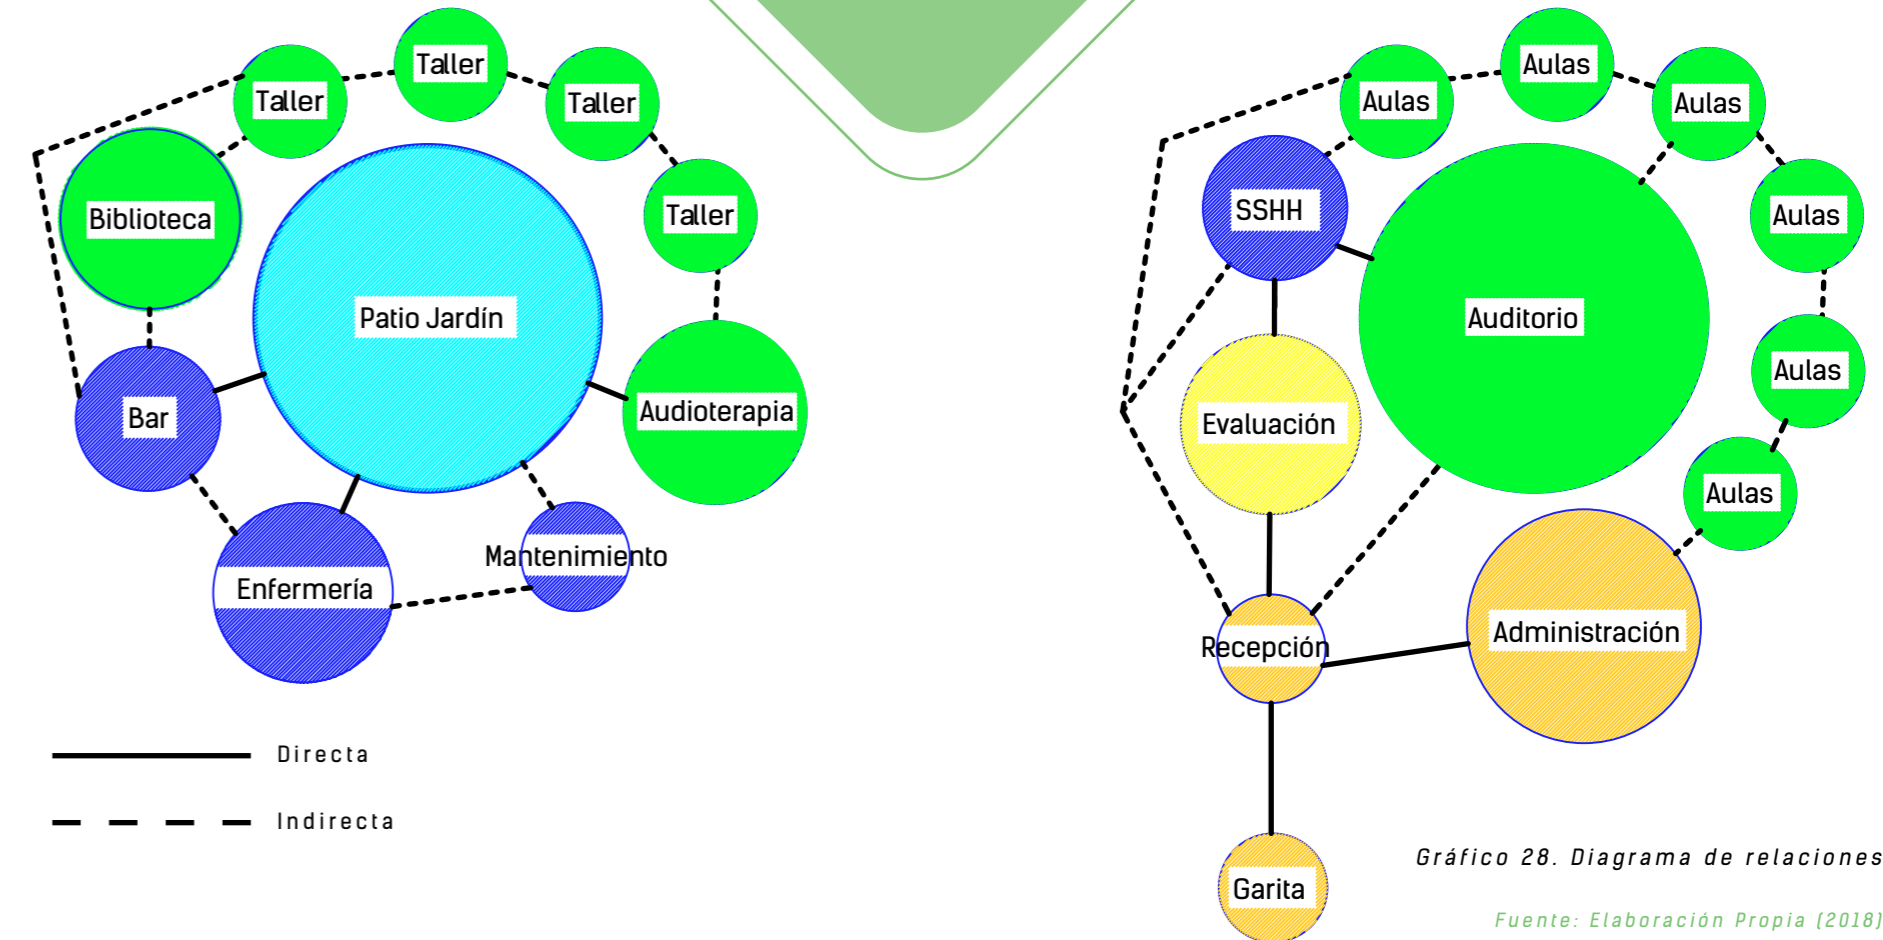 Taller
Taller
Taller
Taller
Biblioteca
Patio Jardín
Audioterapia
Bar
Mantenimiento
Enfermería
Directa
Indirecta
Aulas
Aulas
Aulas
Aulas
Aulas
Aulas
SSHH
Auditorio
Evaluación
Recepción
Administración
Garita
Gráfico 28. Diagrama de relaciones
Fuente: Elaboración Propia (2018)